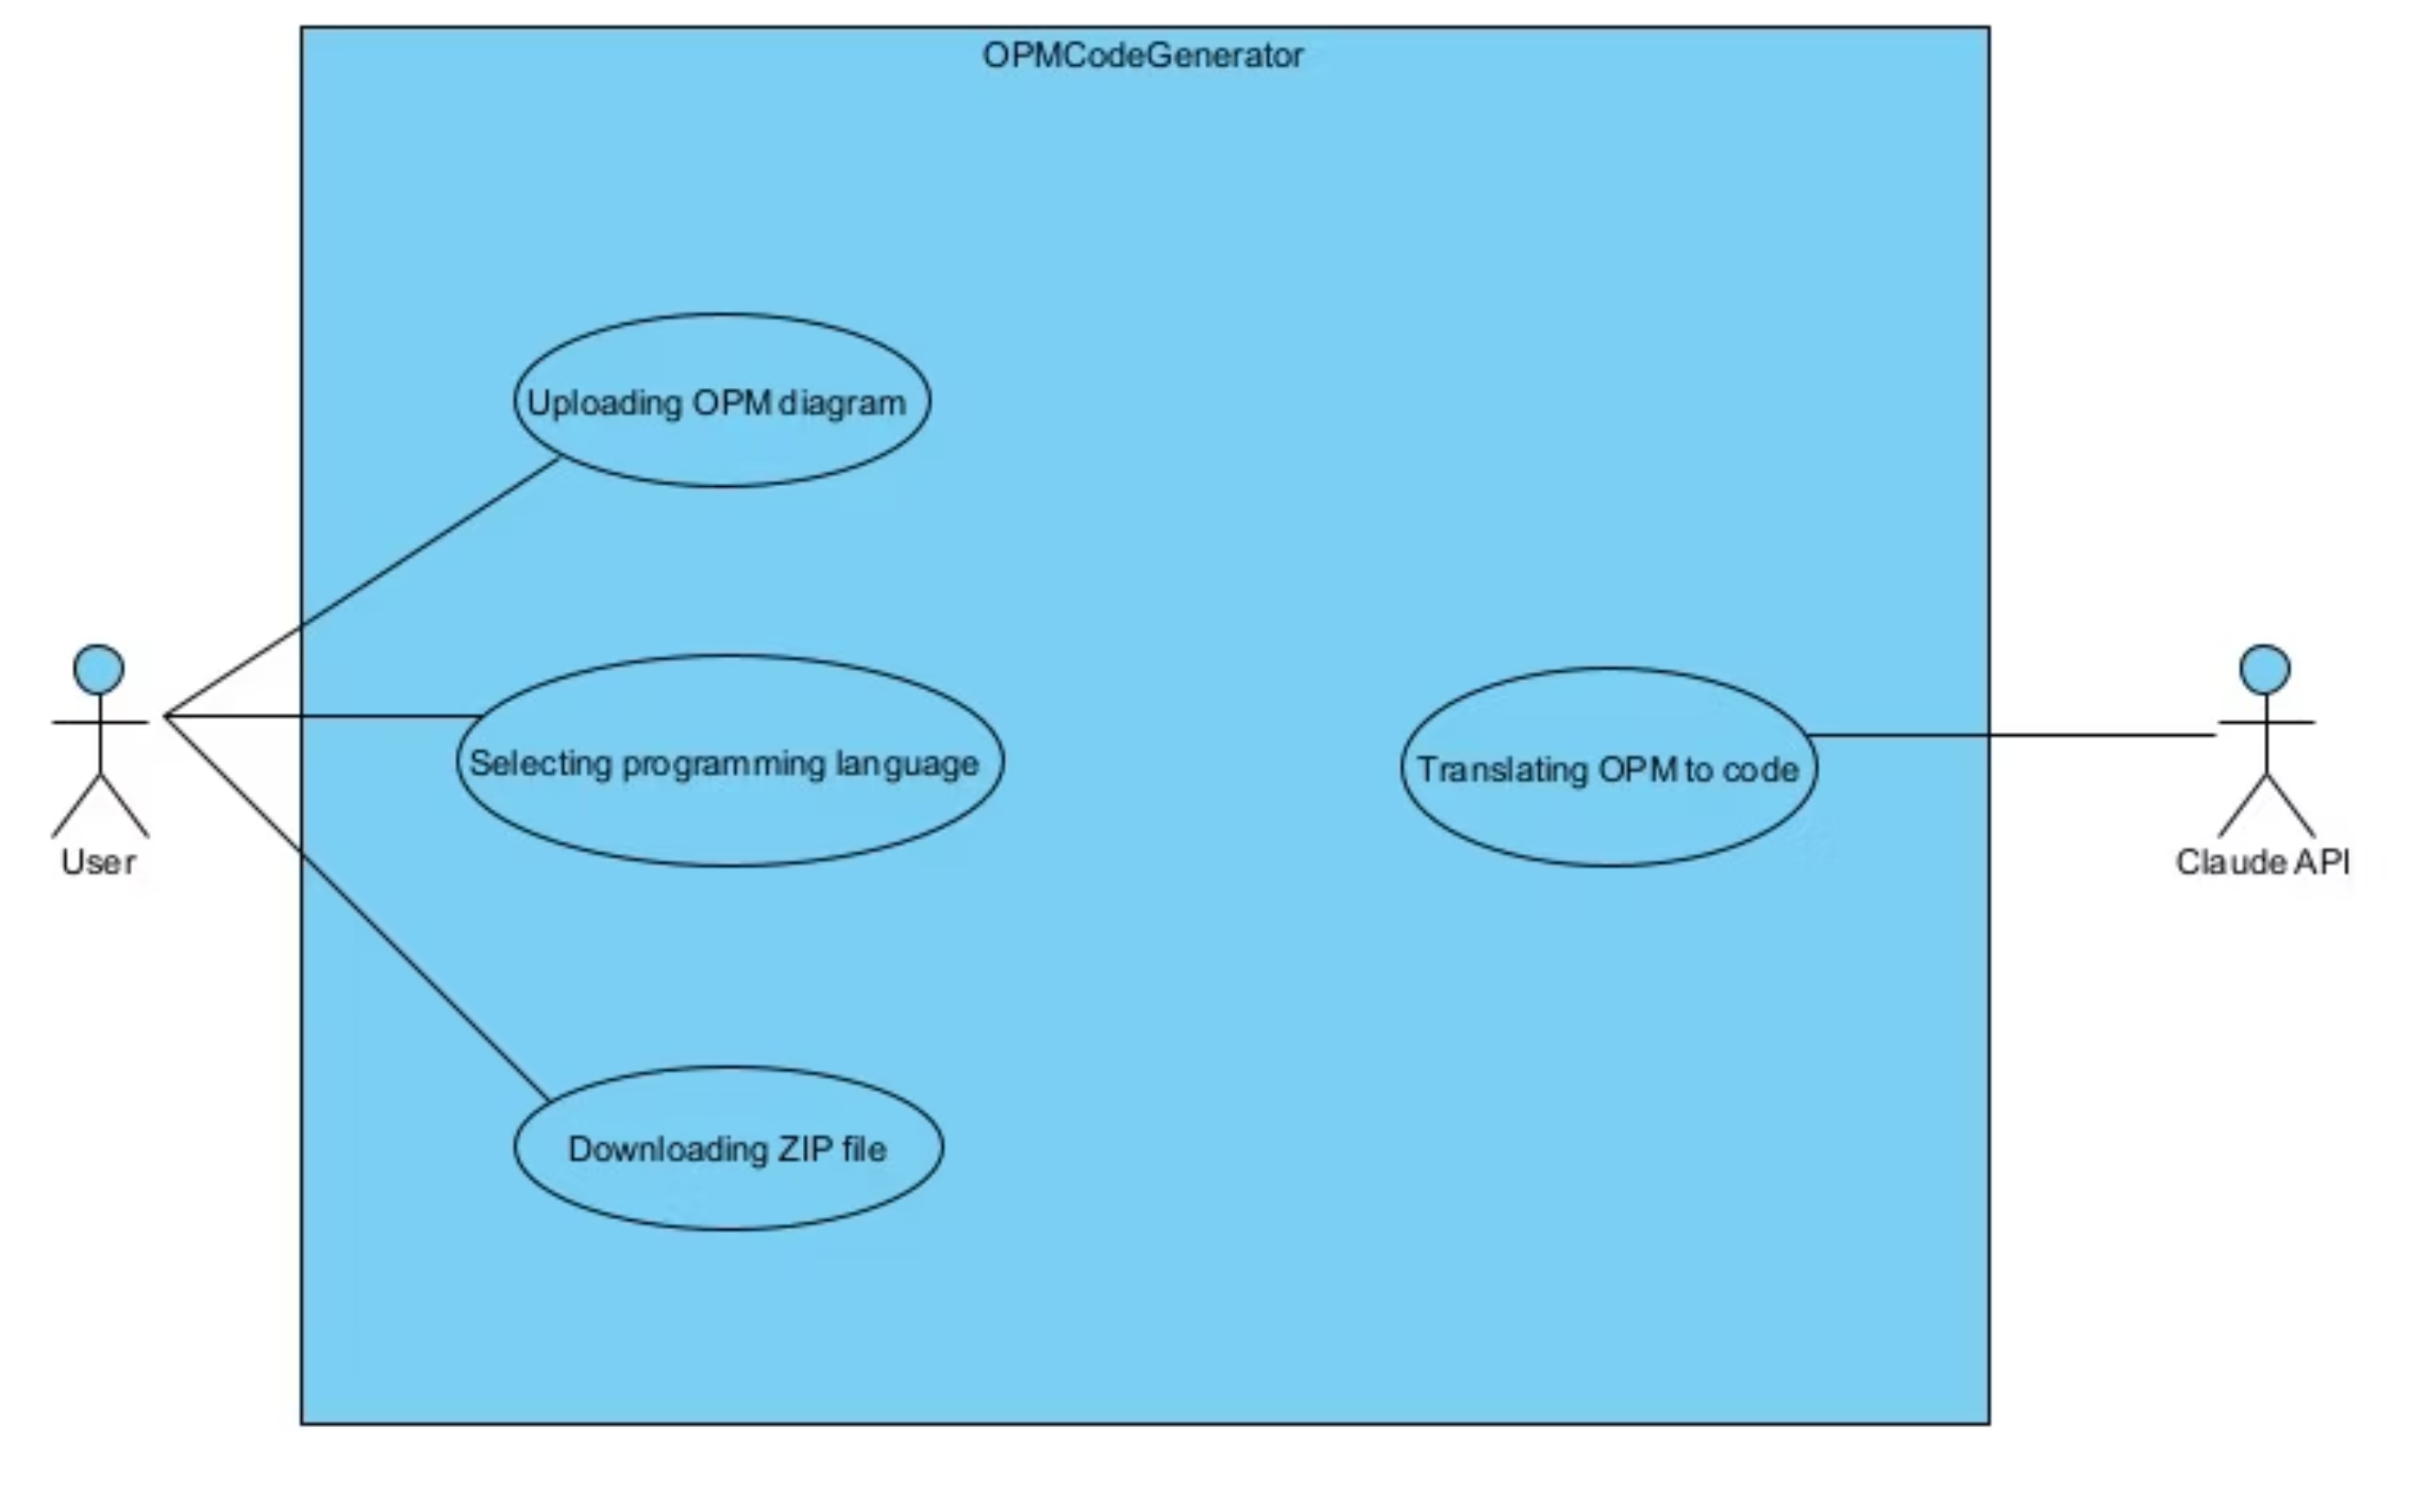 OPMCodeGenerator
Uploading OPM diagram
Selecting programming language
Translating OPM to code
User
Claude API
Downloading ZIP file